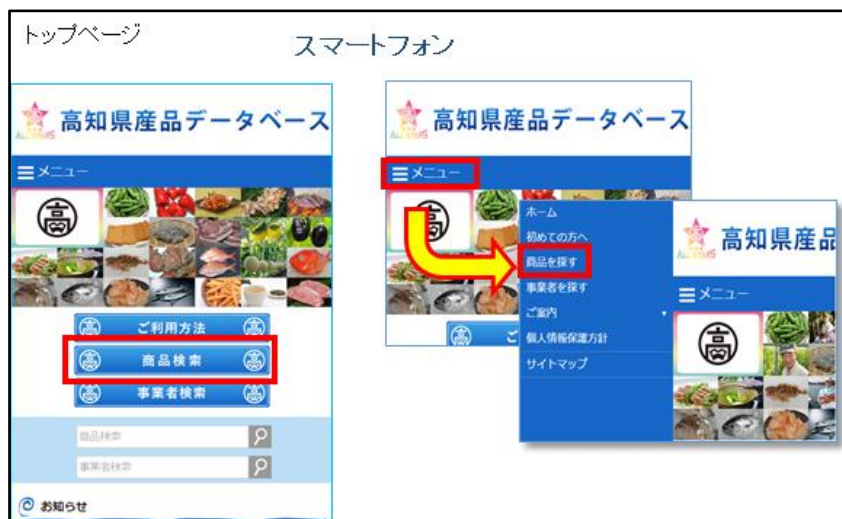 トップページ
スマートフォン
高知県産品データベース
メニュー
高
ご利用方法
商品検索
事業者検索
商品検索
事業者検索
お知らせ
高知県産品データベース
メニュー
高
ホーム
初めての方へ
商品を探す
事業者を探す
ご案内
個人情報保護方針
サイトマップ
高 ご
高知県産品
メニュー
高